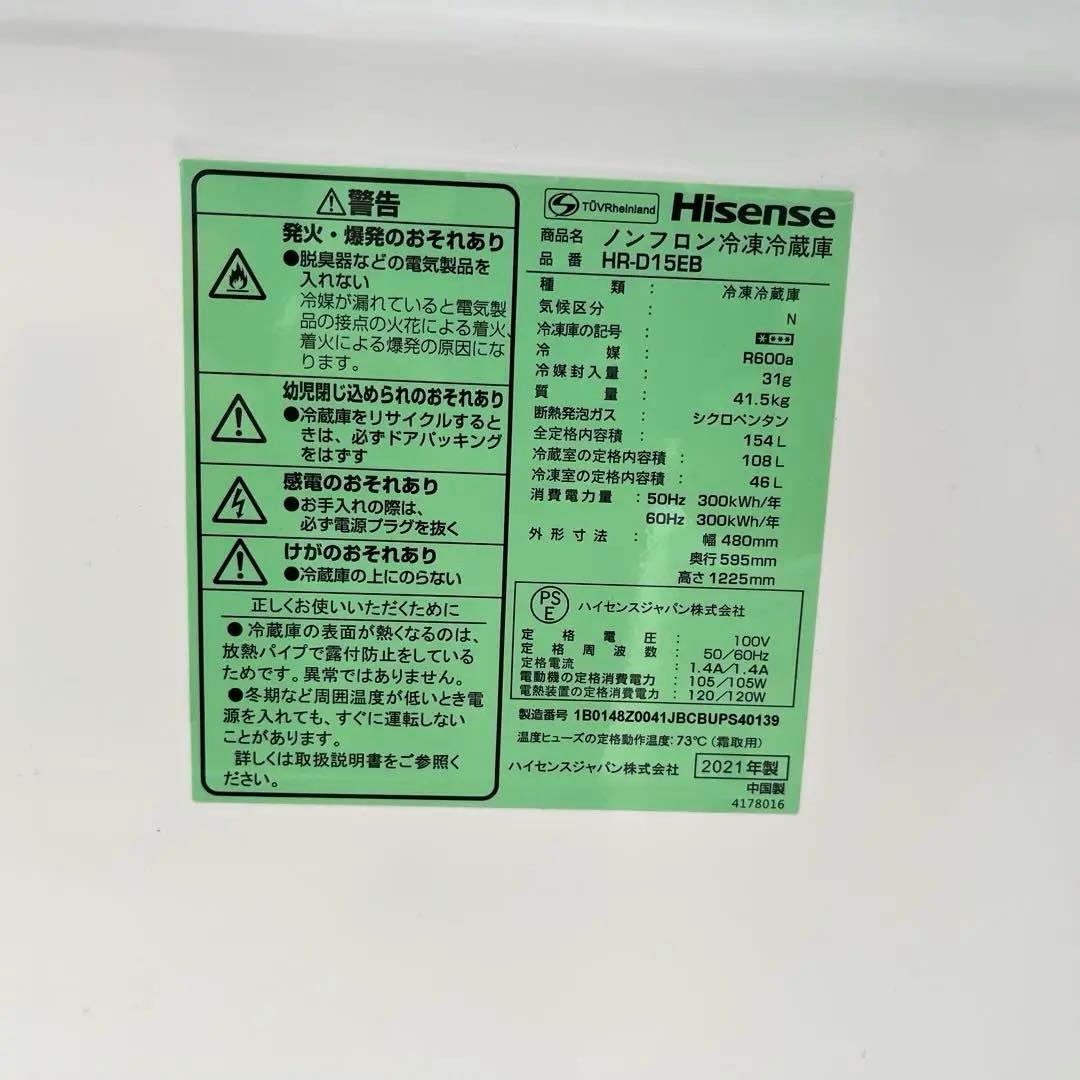 警告
発火・爆発のおそれあり
●脱臭器などの電気製品を
入れない
冷媒が漏れていると電気製
品の接点の火花による着火、
着火による爆発の原因にな
ります。
幼児閉じ込められのおそれあり
●冷蔵庫をリサイクルすると
きは、必ずドアパッキング
をはずす
感電のおそれあり
●お手入れの際は、
必ず電源プラグを抜く
けがのおそれあり
●冷蔵庫の上にのらない
正しくお使いいただくために
●冷蔵庫の表面が熱くなるのは、
放熱パイプで露付防止をしている
ためです。異常ではありません。
●冬期など周囲温度が低いとき電
源を入れても、すぐに運転しない
ことがあります。
詳しくは取扱説明書をご参照く
ださい。
TÜVRheinland Hisense
商品名 ノンフロン冷凍冷蔵庫
品番 HR-D15EB
種類 : 冷凍冷蔵庫
気候区分 : N
冷凍庫の記号 : ****
冷媒 : R600a
冷媒封入量 : 31g
質量 : 41.5kg
断熱発泡ガス : シクロペンタン
全定格内容積 : 154L
冷蔵室の定格内容積 : 108L
冷凍室の定格内容積 : 46L
消費電力量 : 50Hz 300kWh/年
60Hz 300kWh/年
外形寸法 : 幅480mm
奥行595mm
高さ1225mm
PS
E
ハイセンスジャパン株式会社
定格電圧 : 100V
定格周波数 : 50/60Hz
定格電流 : 1.4A/1.4A
電動機の定格消費電力 : 105/105W
電熱装置の定格消費電力 : 120/120W
製造番号 1B0148Z0041JBCBUPS40139
温度ヒューズの定格動作温度:73℃(霜取用)
ハイセンスジャパン株式会社 2021年製
中国製
4178016